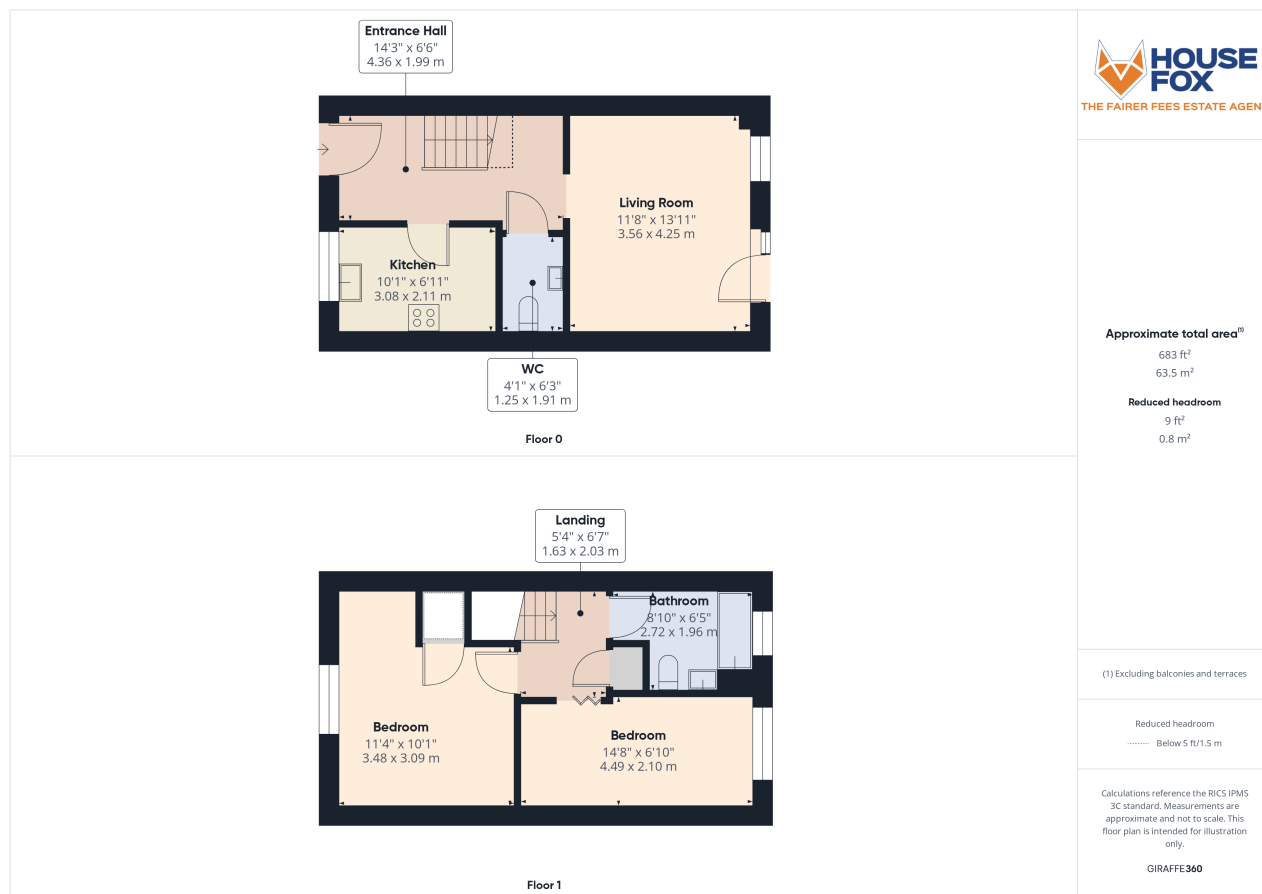 Entrance Hall
14'3" x 6'6"
4.36 x 1.99 m
Living Room
11'8" x 13'11"
3.56 x 4.25 m
Kitchen
10'1" x 6'11"
3.08 x 2.11 m
WC
4'1" x 6'3"
1.25 x 1.91 m
Floor 0
Landing
5'4" x 6'7"
1.63 x 2.03 m
Bathroom
8'10" x 6'5"
2.72 x 1.96 m
Bedroom
11'4" x 10'1"
3.48 x 3.09 m
Bedroom
14'8" x 6'10"
4.49 x 2.10 m
Floor 1
HOUSE
FOX
THE FAIRER FEES ESTATE AGEN
Approximate total area(1)
683 ft²
63.5 m²
Reduced headroom
9 ft²
0.8 m²
(1) Excluding balconies and terraces
Reduced headroom
Below 5 ft/1.5 m
Calculations reference the RICS IPMS
3C standard. Measurements are
approximate and not to scale. This
floor plan is intended for illustration
only.
GIRAFFE360